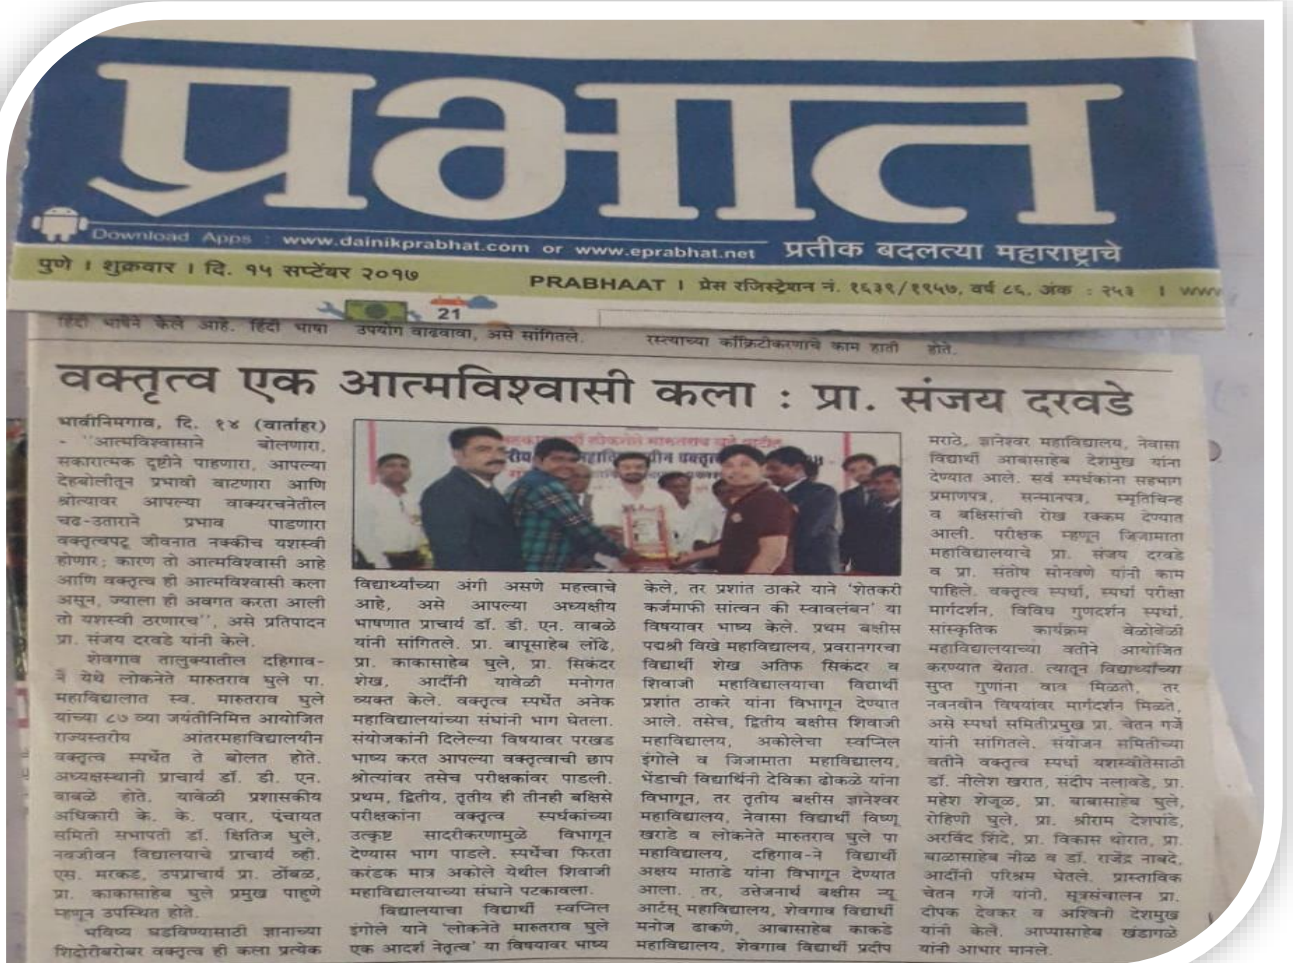 प्रभात
Download Apps : www.dainikprabhat.com or www.eprabhat.net प्रतीक बदलत्या महाराष्ट्राचे
पुणे । शुक्रवार । दि. १५ सप्टेंबर २०१७
PRABHAAT । प्रेस रजिस्ट्रेशन नं. १६३९/१९५७, वर्ष ८६, अंक : २५३ । www
21
हिंदी भाषेने केले आहे. हिंदी भाषा
उपयोग वाढवावा, असे सांगितले.
रस्त्याच्या काँक्रिटीकरणाचे काम हाती
होते.
वक्तृत्व एक आत्मविश्वासी कला : प्रा. संजय दरवडे
भावीनिमगाव, दि. १४ (वार्ताहर)
- ''आत्मविश्वासाने बोलणारा,
सकारात्मक दृष्टीने पाहणारा, आपल्या
देहबोलीतून प्रभावी वाटणारा आणि
श्रोत्यावर आपल्या वाक्यरचनेतील
चढ-उताराने प्रभाव पाडणारा
वक्तृत्वपटू जीवनात नक्कीच यशस्वी
होणार; कारण तो आत्मविश्वासी आहे
आणि वक्तृत्व ही आत्मविश्वासी कला
असून, ज्याला ही अवगत करता आली
तो यशस्वी ठरणारच'', असे प्रतिपादन
प्रा. संजय दरवडे यांनी केले.
शेवगाव तालुक्यातील दहिगाव-
ने येथे लोकनेते मारुतराव घुले पा.
महाविद्यालात स्व. मारुतराव घुले
यांच्या ८७ व्या जयंतीनिमित्त आयोजित
राज्यस्तरीय आंतरमहाविद्यालयीन
वक्तृत्व स्पर्धेत ते बोलत होते.
अध्यक्षस्थानी प्राचार्य डॉ. डी. एन.
वाबळे होते. यावेळी प्रशासकीय
अधिकारी के. के. पवार, पंचायत
समिती सभापती डॉ. क्षितिज घुले,
नवजीवन विद्यालयाचे प्राचार्य व्ही.
एस. मरकड, उपप्राचार्य प्रा. ठोंबळ,
प्रा. काकासाहेब घुले प्रमुख पाहुणे
म्हणून उपस्थित होते.
भविष्य घडविण्यासाठी ज्ञानाच्या
शिदोरीबरोबर वक्तृत्व ही कला प्रत्येक
विद्यार्थ्यांच्या अंगी असणे महत्त्वाचे
आहे, असे आपल्या अध्यक्षीय
भाषणात प्राचार्य डॉ. डी. एन. वाबळे
यांनी सांगितले. प्रा. बापूसाहेब लोंढे,
प्रा. काकासाहेब घुले, प्रा. सिकंदर
शेख, आदींनी यावेळी मनोगत
व्यक्त केले. वक्तृत्व स्पर्धेत अनेक
महाविद्यालयांच्या संघांनी भाग घेतला.
संयोजकांनी दिलेल्या विषयावर परखड
भाष्य करत आपल्या वक्तृत्वाची छाप
श्रोत्यांवर तसेच परीक्षकांवर पाडली.
प्रथम, द्वितीय, तृतीय ही तीनही बक्षिसे
परीक्षकांना वक्तृत्व स्पर्धकांच्या
उत्कृष्ट सादरीकरणामुळे विभागून
देण्यास भाग पाडले. स्पर्धेचा फिरता
करंडक मात्र अकोले येथील शिवाजी
महाविद्यालयाच्या संघाने पटकावला.
विद्यालयाचा विद्यार्थी स्वप्निल
इंगोले याने 'लोकनेते मारुतराव घुले
एक आदर्श नेतृत्व' या विषयावर भाष्य
केले, तर प्रशांत ठाकरे याने 'शेतकरी
कर्जमाफी सांत्वन की स्वावलंबन' या
विषयावर भाष्य केले. प्रथम बक्षीस
पद्मश्री विखे महाविद्यालय, प्रवरानगरचा
विद्यार्थी शेख अतिफ सिकंदर व
शिवाजी महाविद्यालयाचा विद्यार्थी
प्रशांत ठाकरे यांना विभागून देण्यात
आले. तसेच, द्वितीय बक्षीस शिवाजी
महाविद्यालय, अकोलेचा स्वप्निल
इंगोले व जिजामाता महाविद्यालय,
भेंडाची विद्यार्थिनी देविका ढोकळे यांना
विभागून, तर तृतीय बक्षीस ज्ञानेश्वर
महाविद्यालय, नेवासा विद्यार्थी विष्णू
खराडे व लोकनेते मारुतराव घुले पा
महाविद्यालय, दहिगाव-ने विद्यार्थी
अक्षय माताडे यांना विभागून देण्यात
आला. तर, उत्तेजनार्थ बक्षीस न्यू
आर्टस् महाविद्यालय, शेवगाव विद्यार्थी
मनोज ढाकणे, आबासाहेब काकडे
महाविद्यालय, शेवगाव विद्यार्थी प्रदीप
मराठे, ज्ञानेश्वर महाविद्यालय, नेवासा
विद्यार्थी आबासाहेब देशमुख यांना
देण्यात आले. सर्व स्पर्धकांना सहभाग
प्रमाणपत्र, सन्मानपत्र, स्मृतिचिन्ह
व बक्षिसांची रोख रक्कम देण्यात
आली. परीक्षक म्हणून जिजामाता
महाविद्यालयाचे प्रा. संजय दरवडे
व प्रा. संतोष सोनवणे यांनी काम
पाहिले. वक्तृत्व स्पर्धा, स्पर्धा परीक्षा
मार्गदर्शन, विविध गुणदर्शन स्पर्धा,
सांस्कृतिक कार्यक्रम वेळोवेळी
महाविद्यालयाच्या वतीने आयोजित
करण्यात येतात. त्यातून विद्यार्थ्यांच्या
सुप्त गुणांना वाव मिळतो, तर
नवनवीन विषयांवर मार्गदर्शन मिळते,
असे स्पर्धा समितीप्रमुख प्रा. चेतन गर्जे
यांनी सांगितले. संयोजन समितीच्या
वतीने वक्तृत्व स्पर्धा यशस्वीतेसाठी
डॉ. नीलेश खरात, संदीप नलावडे, प्रा.
महेश शेजूळ, प्रा. बाबासाहेब घुले,
रोहिणी घुले, प्रा. श्रीराम देशपांडे,
अरविंद शिंदे, प्रा. विकास थोरात, प्रा.
बाळासाहेब नीळ व डॉ. राजेंद्र नाबदे,
आदींनी परिश्रम घेतले. प्रास्ताविक
चेतन गर्जे यांनी, सूत्रसंचालन प्रा.
दीपक देवकर व अश्विनी देशमुख
यांनी केले. आप्पासाहेब खंडागळे
यांनी आभार मानले.